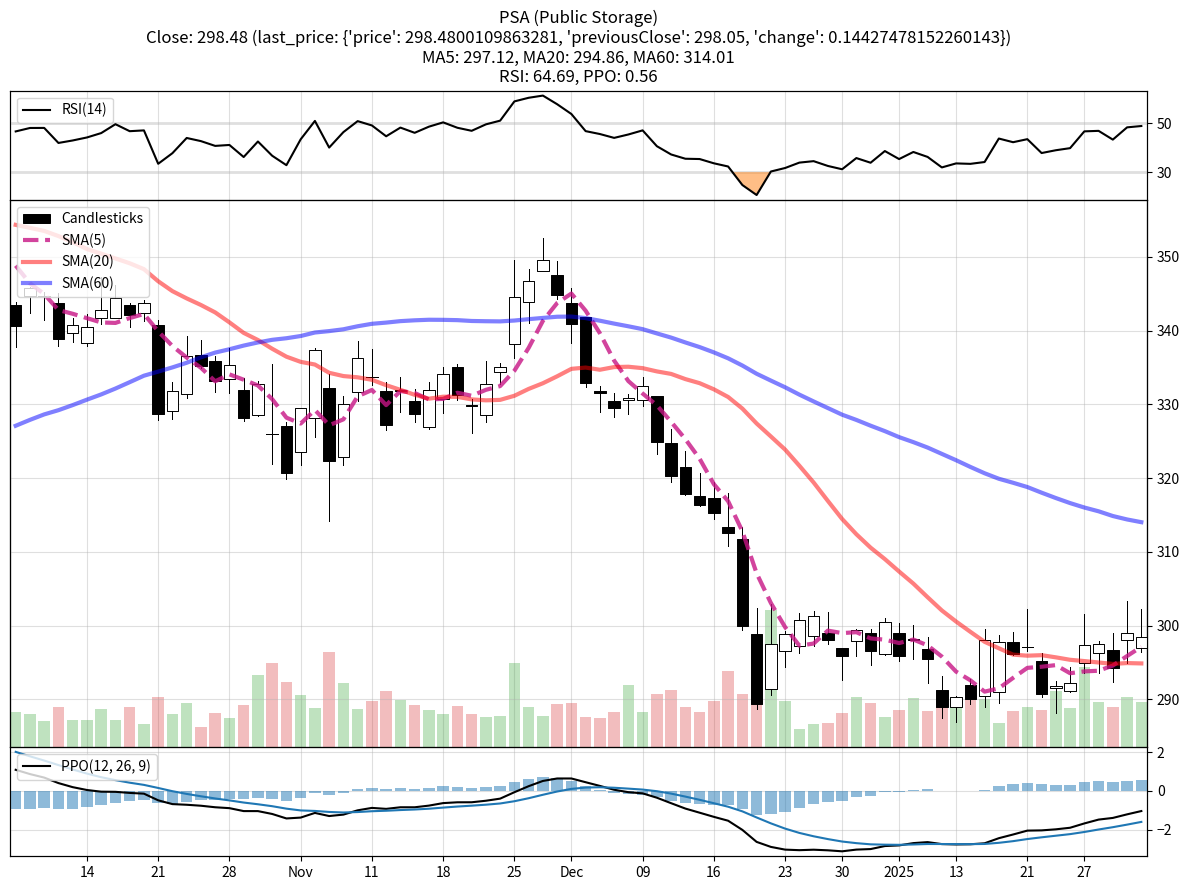 PSA (Public Storage)
Close: 298.48 (last_price: {'price': 298.4800109863281, 'previousClose': 298.05, 'change': 0.14427478152260143})
MA5: 297.12, MA20: 294.86, MA60: 314.01
RSI: 64.69, PPO: 0.56
RSI(14)
50
30
Candlesticks
SMA(5)
SMA(20)
SMA(60)
350
340
330
320
310
300
290
PPO(12, 26, 9)
2
0
−2
14 21 28 Nov 11 18 25 Dec 09 16 23 30 2025 13 21 27